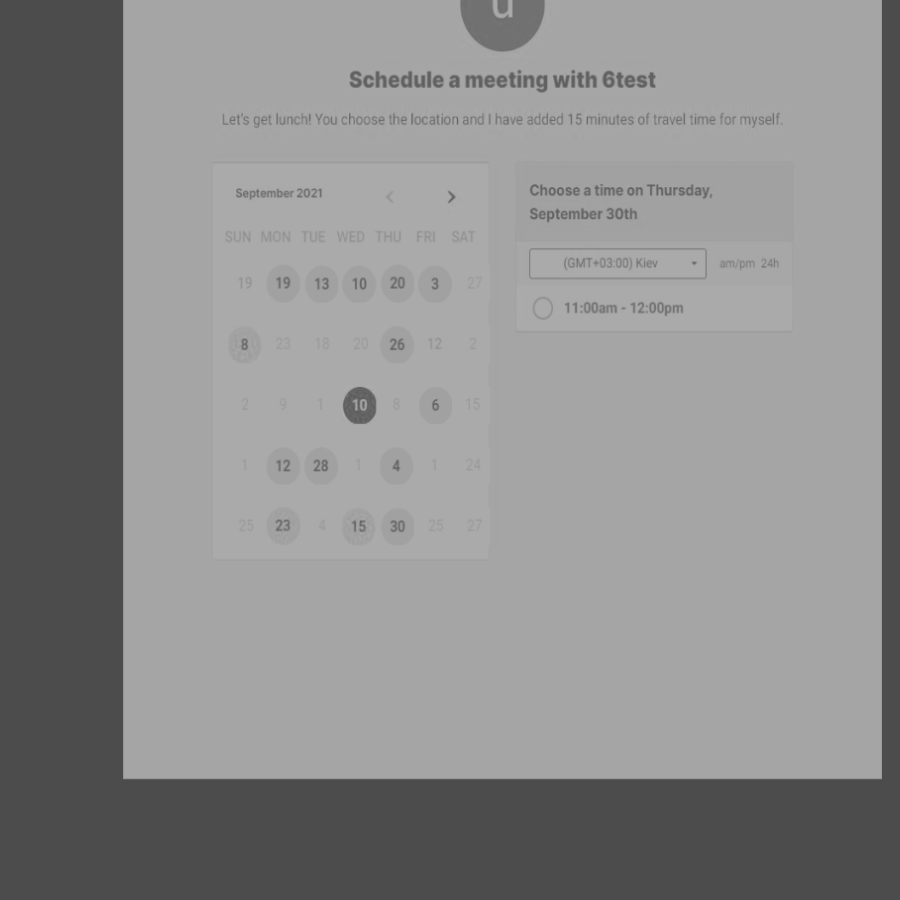 u
Schedule a meeting with 6test
Let's get lunch! You choose the location and I have added 15 minutes of travel time for myself.
September 2021
SUN MON TUE WED THU FRI SAT
19 19 13 10 20 3 27
8 23 18 20 26 12 2
2 9 1 10 8 6 15
1 12 28 1 4 1 24
25 23 4 15 30 25 27
Choose a time on Thursday,
September 30th
(GMT+03:00) Kiev am/pm 24h
11:00am - 12:00pm